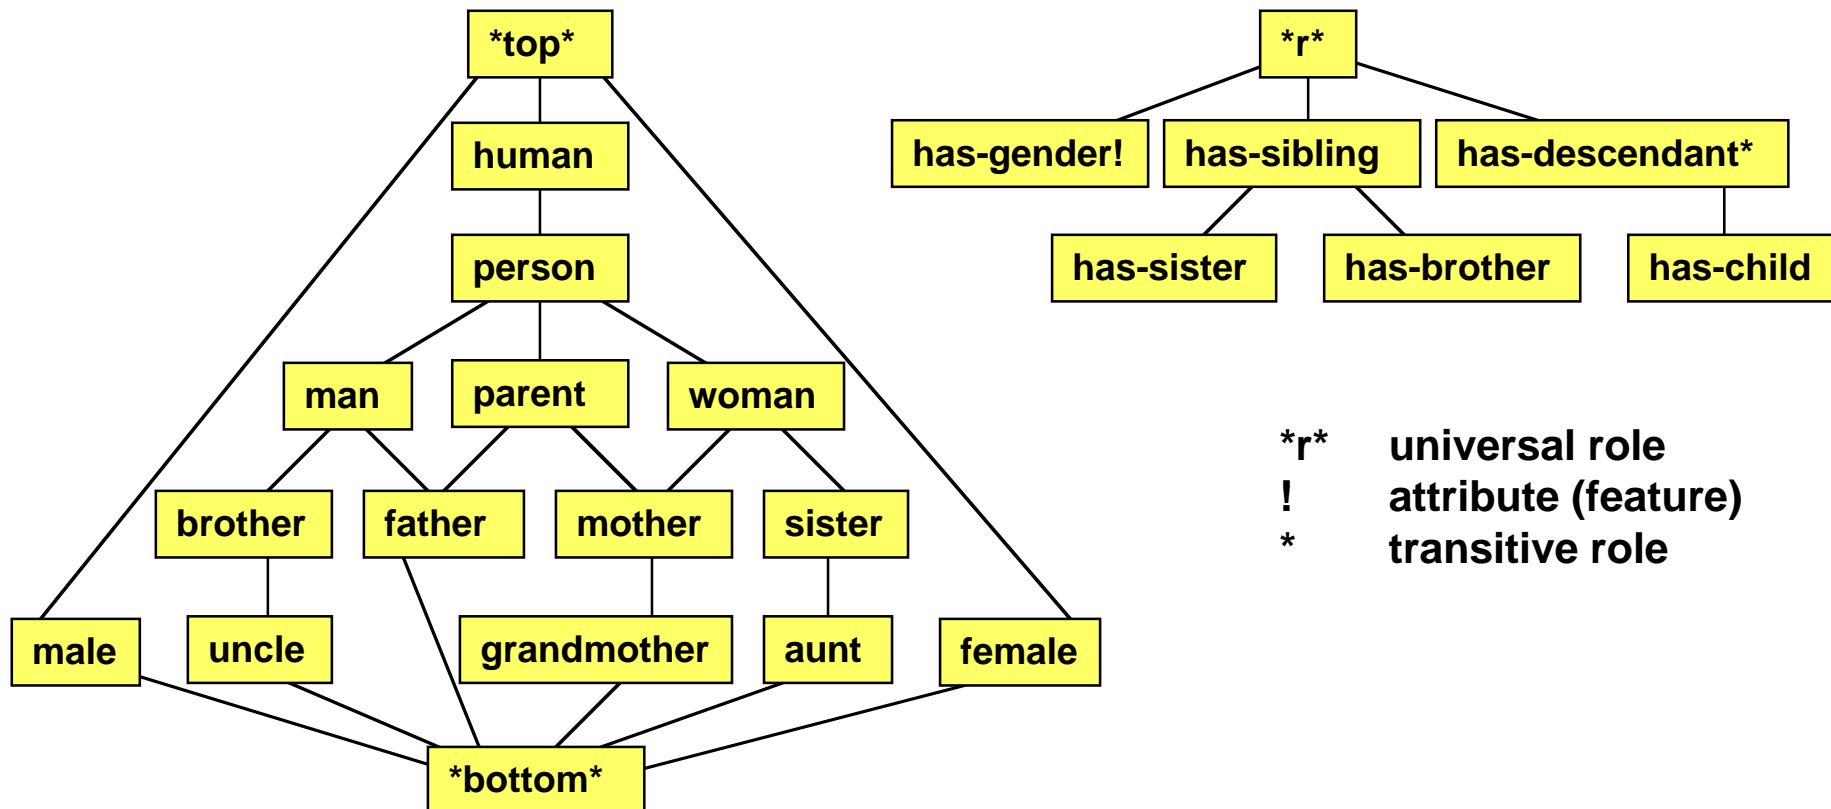 *top*
*r*
human
has-gender!
has-sibling
has-descendant*
person
has-sister
has-brother
has-child
man
parent
woman
*r* universal role
! attribute (feature)
* transitive role
brother
father
mother
sister
male
uncle
grandmother
aunt
female
*bottom*